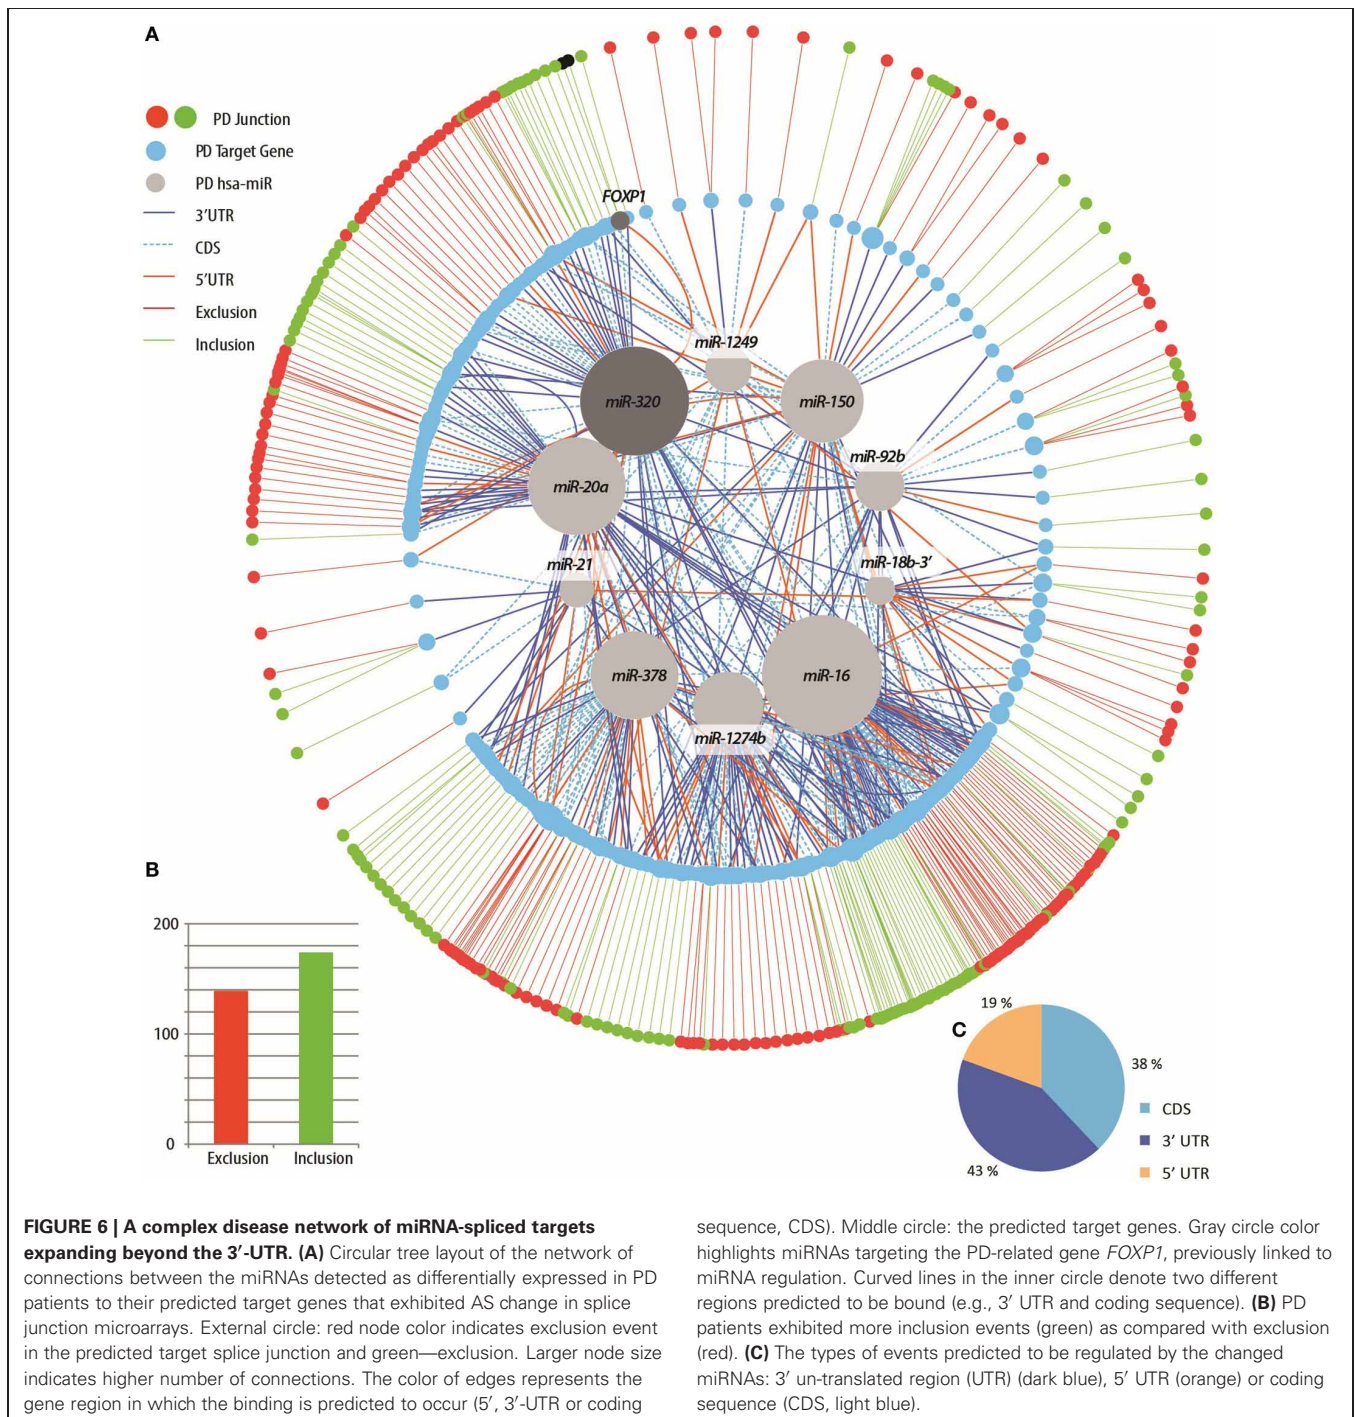 A
PD Junction
PD Target Gene
PD hsa-miR
3′UTR
CDS
5′UTR
Exclusion
Inclusion
FOXP1
miR-1249
miR-320
miR-150
miR-92b
miR-20a
miR-21
miR-18b-3′
miR-378
miR-16
miR-1274b
B
200
100
0
Exclusion
Inclusion
C
19 %
38 %
43 %
CDS
3′ UTR
5′ UTR
FIGURE 6 | A complex disease network of miRNA-spliced targets
expanding beyond the 3′-UTR. (A) Circular tree layout of the network of
connections between the miRNAs detected as differentially expressed in PD
patients to their predicted target genes that exhibited AS change in splice
junction microarrays. External circle: red node color indicates exclusion event
in the predicted target splice junction and green—exclusion. Larger node size
indicates higher number of connections. The color of edges represents the
gene region in which the binding is predicted to occur (5′, 3′-UTR or coding
sequence, CDS). Middle circle: the predicted target genes. Gray circle color
highlights miRNAs targeting the PD-related gene FOXP1, previously linked to
miRNA regulation. Curved lines in the inner circle denote two different
regions predicted to be bound (e.g., 3′ UTR and coding sequence). (B) PD
patients exhibited more inclusion events (green) as compared with exclusion
(red). (C) The types of events predicted to be regulated by the changed
miRNAs: 3′ un-translated region (UTR) (dark blue), 5′ UTR (orange) or coding
sequence (CDS, light blue).